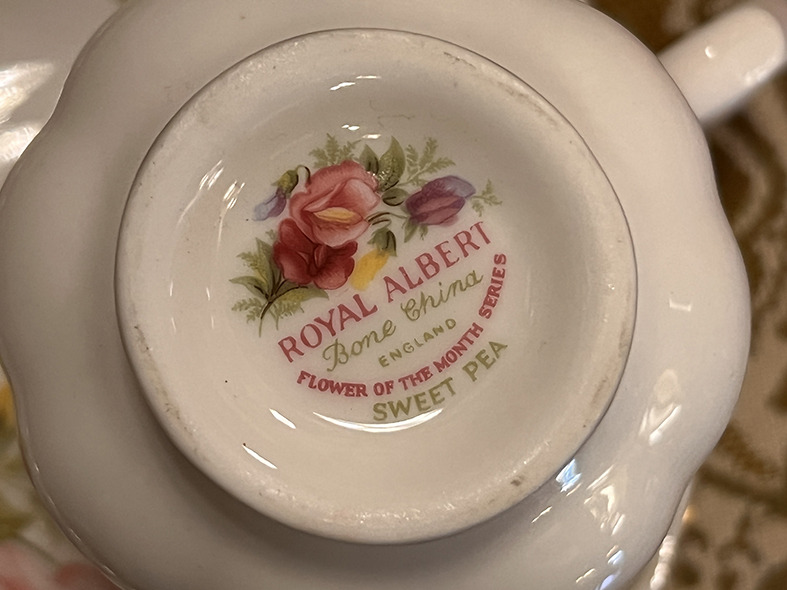 ROYAL ALBERT
Bone China
ENGLAND
FLOWER OF THE MONTH SERIES
SWEET PEA